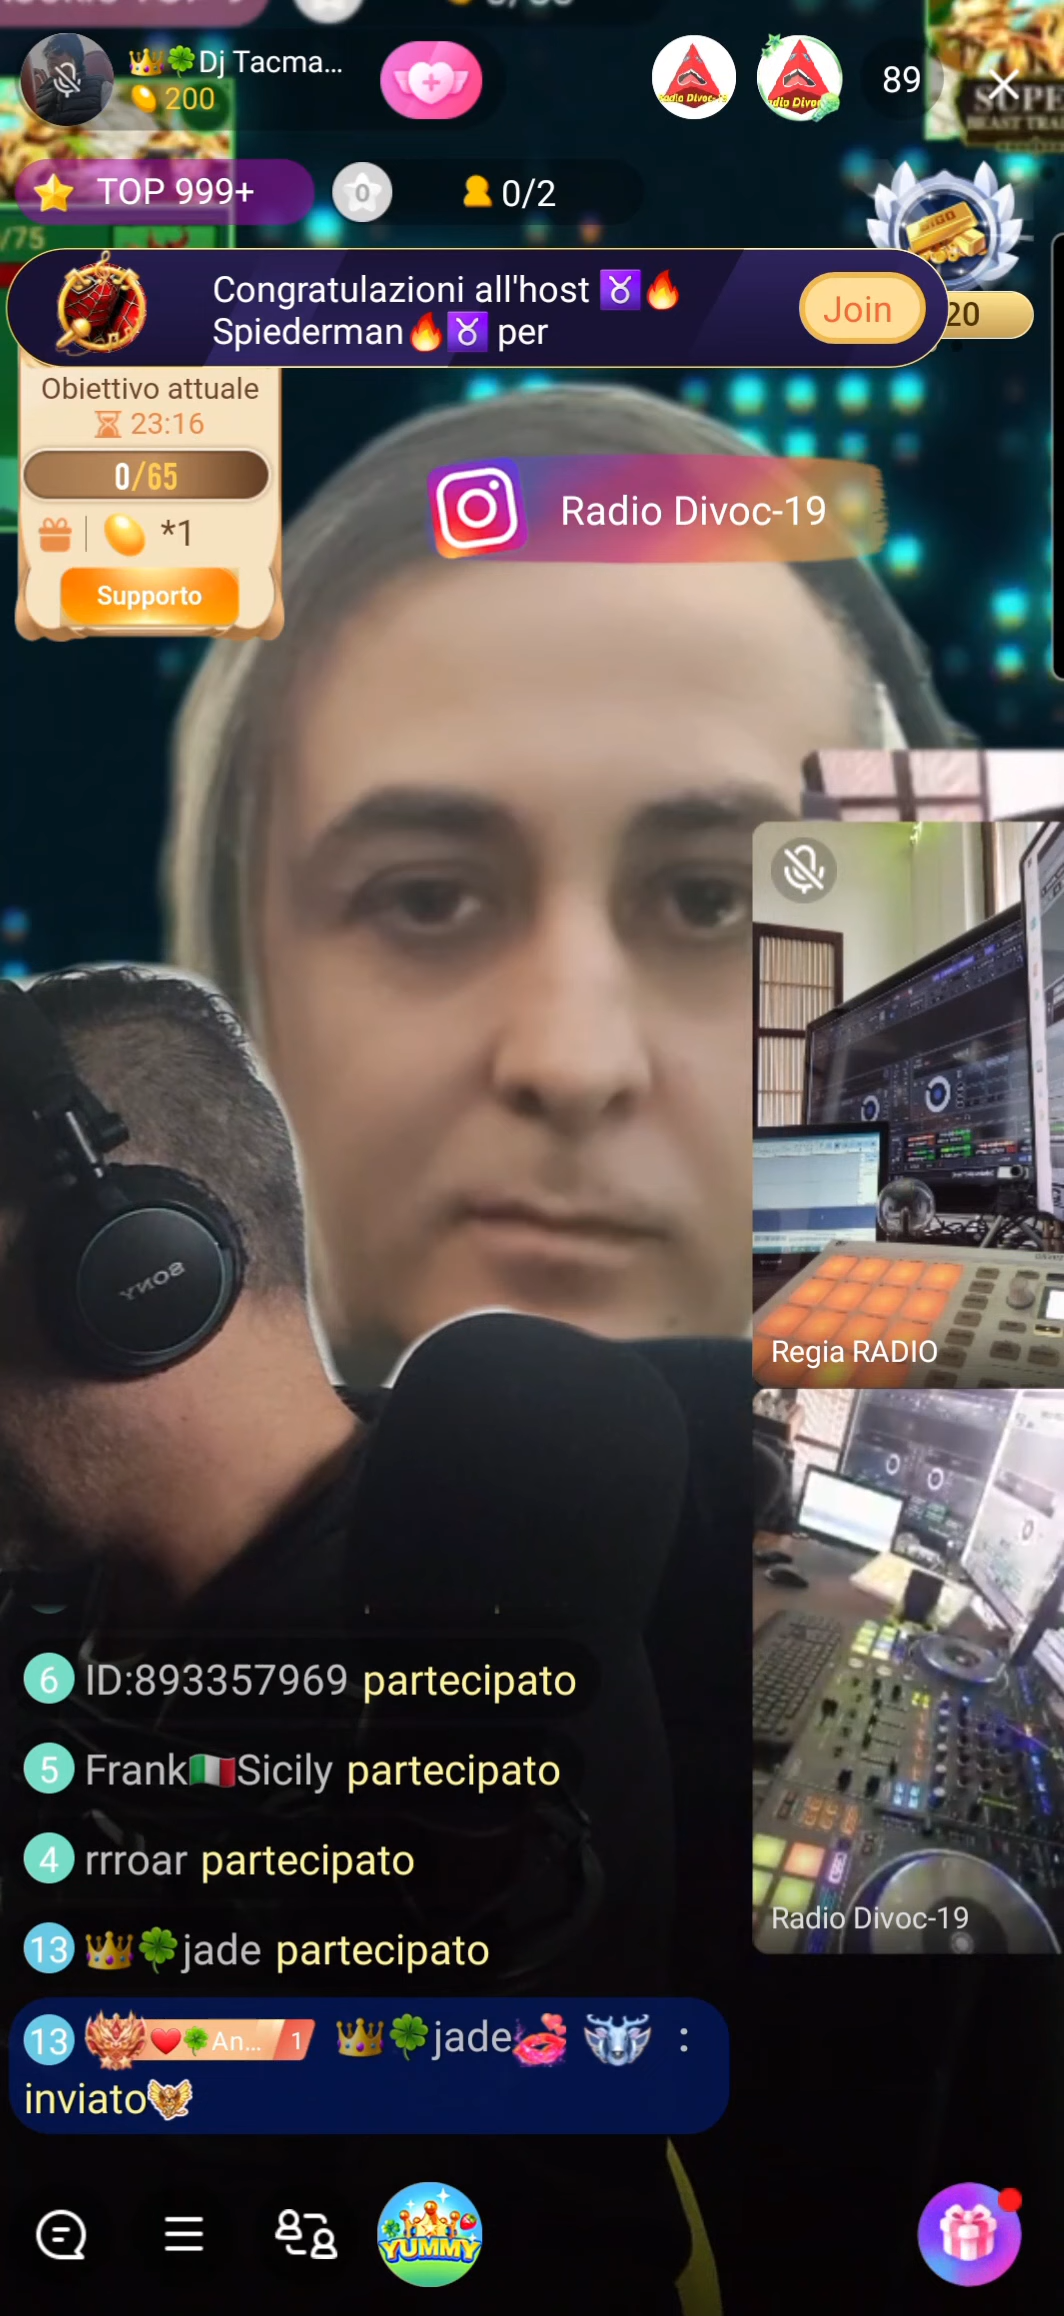 Dj Tacma...
200
89
TOP 999+
0
0/2
/75
Congratulazioni all'host
Spiederman per
Join
20
Obiettivo attuale
23:16
0/65
*1
Supporto
Radio Divoc-19
SONY
Regia RADIO
Radio Divoc-19
6 ID:893357969 partecipato
5 Frank Sicily partecipato
4 rrroar partecipato
13 jade partecipato
13 An... 1 jade :
inviato
YUMMY